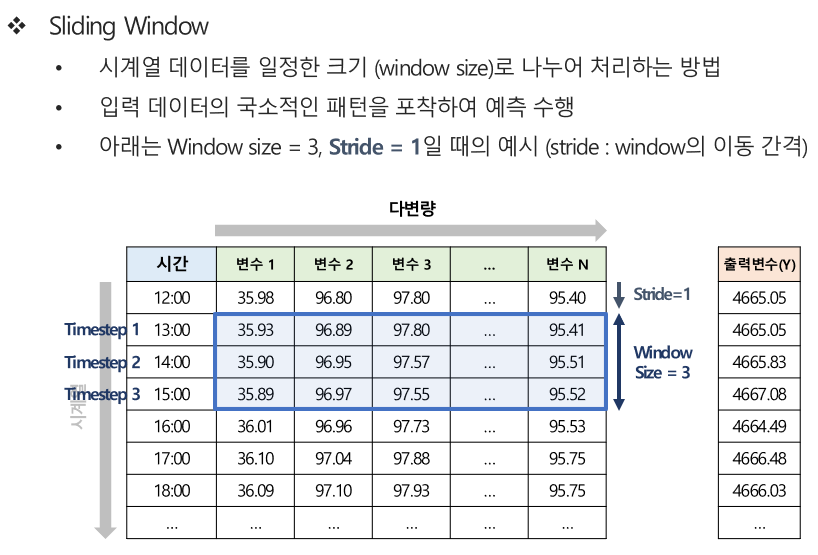 ❖ Sliding Window
• 시계열 데이터를 일정한 크기 (window size)로 나누어 처리하는 방법
• 입력 데이터의 국소적인 패턴을 포착하여 예측 수행
• 아래는 Window size = 3, Stride = 1일 때의 예시 (stride : window의 이동 간격)
다변량
시간 변수 1 변수 2 변수 3 ... 변수 N 출력변수(Y)
12:00 35.98 96.80 97.80 ... 95.40 Stride=1 4665.05
Timestep 1 13:00 35.93 96.89 97.80 ... 95.41 4665.05
Timestep 2 14:00 35.90 96.95 97.57 ... 95.51 4665.83
Window
Size = 3
Timestep 3 15:00 35.89 96.97 97.55 ... 95.52 4667.08
시계열
16:00 36.01 96.96 97.73 ... 95.53 4664.49
17:00 36.10 97.04 97.88 ... 95.75 4666.48
18:00 36.09 97.10 97.93 ... 95.75 4666.03
... ... ... ... ... ... ...